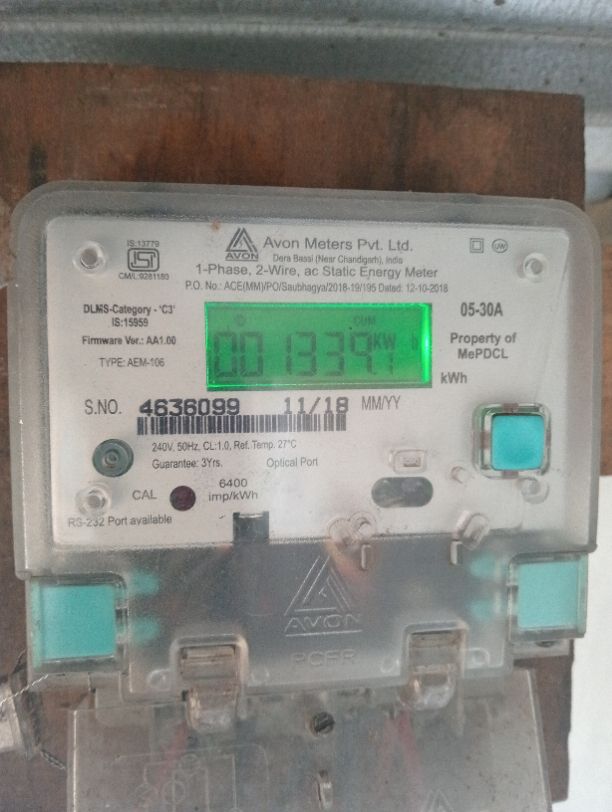 IS:13779
ISI
CM/L:9281180
AVON
Avon Meters Pvt. Ltd.
Dera Bassi (Near Chandigarh), India
1-Phase, 2-Wire, ac Static Energy Meter
P.O. No.: ACE(MM)/PO/Saubhagya/2018-19/195 Dated: 12-10-2018
DLMS-Category - 'C3'
IS:15959
Firmware Ver.: AA1.00
TYPE: AEM-106
CUM
001339.1 KW h
05-30A
Property of
MePDCL
kWh
S.NO. 4636099 11/18 MM/YY
240V, 50Hz, CL:1.0, Ref. Temp. 27°C
Guarantee: 3Yrs. Optical Port
CAL
6400
imp/kWh
RS-232 Port available
AVON